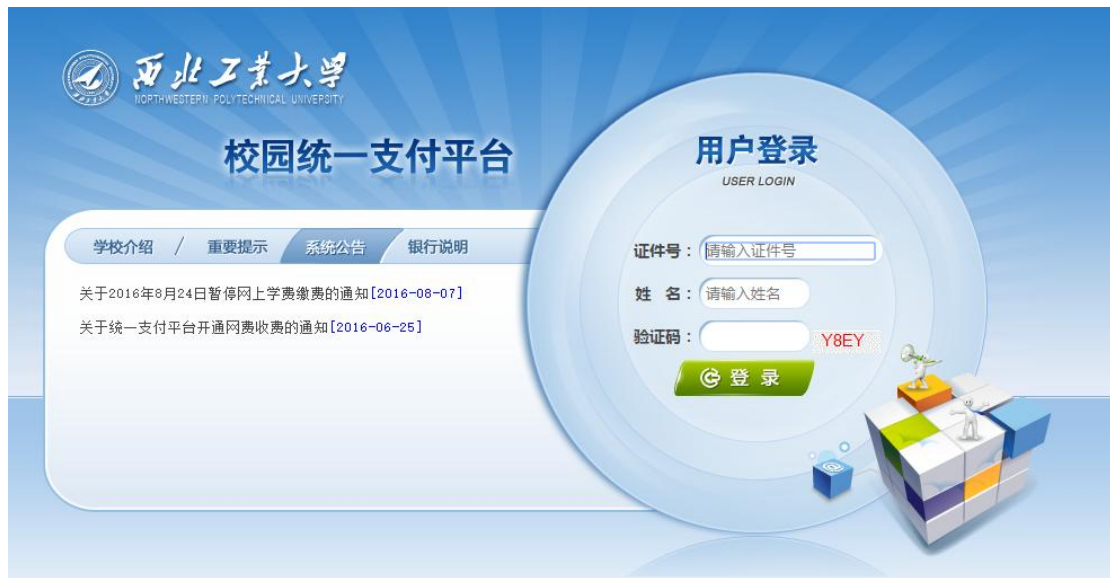 西北工业大学
NORTHWESTERN POLYTECHNICAL UNIVERSITY
校园统一支付平台
学校介绍 / 重要提示 系统公告 银行说明
关于2016年8月24日暂停网上学费缴费的通知[2016-08-07]
关于统一支付平台开通网费收费的通知[2016-06-25]
用户登录
USER LOGIN
证件号： 请输入证件号
姓 名： 请输入姓名
验证码： Y8EY
登 录